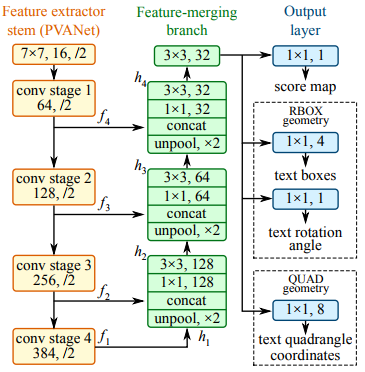 Feature extractor
stem (PVANet)
7×7, 16, /2
conv stage 1
64, /2
f4
conv stage 2
128, /2
f3
conv stage 3
256, /2
f2
conv stage 4
384, /2
f1
Feature-merging
branch
3×3, 32
h4
3×3, 32
1×1, 32
concat
unpool, ×2
h3
3×3, 64
1×1, 64
concat
unpool, ×2
h2
3×3, 128
1×1, 128
concat
unpool, ×2
h1
Output
layer
1×1, 1
score map
RBOX
geometry
1×1, 4
text boxes
1×1, 1
text rotation
angle
QUAD
geometry
1×1, 8
text quadrangle
coordinates